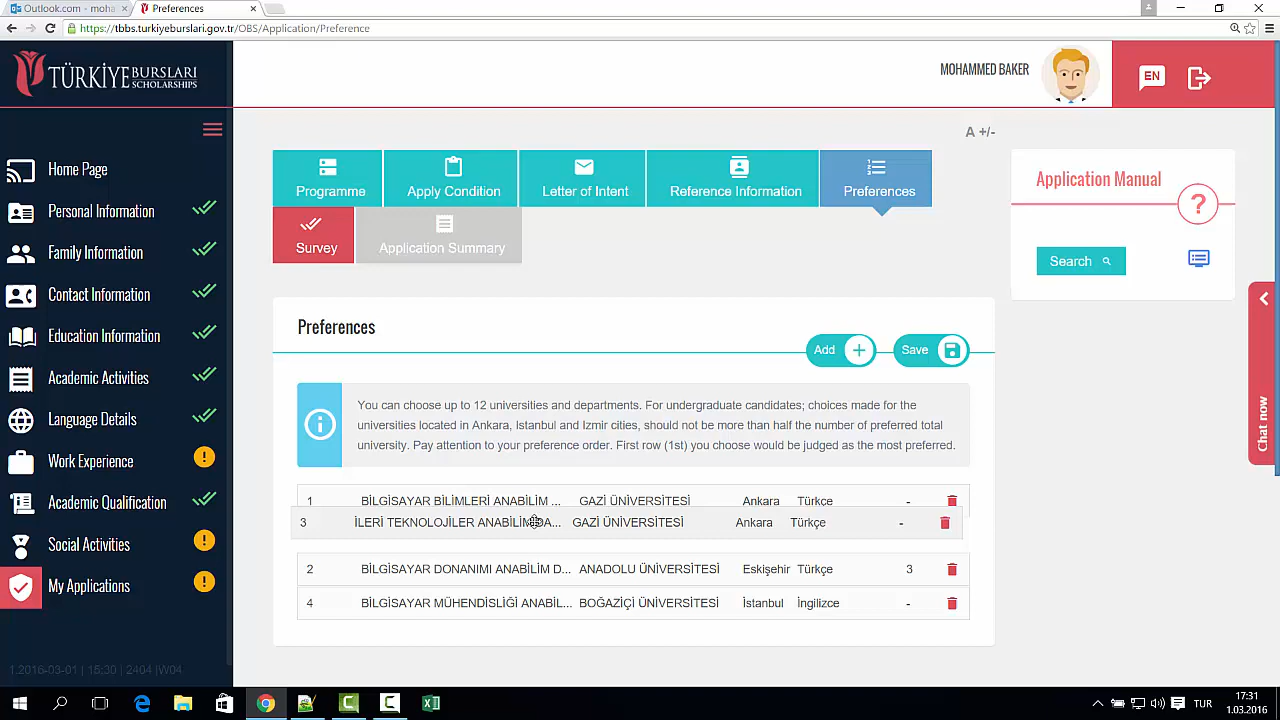 Outlook.com - moha
Preferences
https://tbbs.turkiyeburslari.gov.tr/OBS/Application/Preference
TÜRKİYE BURSLARI SCHOLARSHIPS
MOHAMMED BAKER
EN
A +/-
Home Page
Personal Information
Family Information
Contact Information
Education Information
Academic Activities
Language Details
Work Experience
Academic Qualification
Social Activities
My Applications
1.2016-03-01 | 15:30 | 2404 |W04
Programme
Apply Condition
Letter of Intent
Reference Information
Preferences
Survey
Application Summary
Application Manual
?
Search
Chat now
Preferences
Add
Save
You can choose up to 12 universities and departments. For undergraduate candidates; choices made for the
universities located in Ankara, Istanbul and Izmir cities, should not be more than half the number of preferred total
university. Pay attention to your preference order. First row (1st) you choose would be judged as the most preferred.
1 BİLGİSAYAR BİLİMLERİ ANABİLİM ... GAZİ ÜNİVERSİTESİ Ankara Türkçe -
3 İLERİ TEKNOLOJİLER ANABİLİM DA... GAZİ ÜNİVERSİTESİ Ankara Türkçe -
2 BİLGİSAYAR DONANIMI ANABİLİM D... ANADOLU ÜNİVERSİTESİ Eskişehir Türkçe 3
4 BİLGİSAYAR MÜHENDİSLİĞİ ANABİL... BOĞAZİÇİ ÜNİVERSİTESİ İstanbul İngilizce -
TUR
17:31
1.03.2016